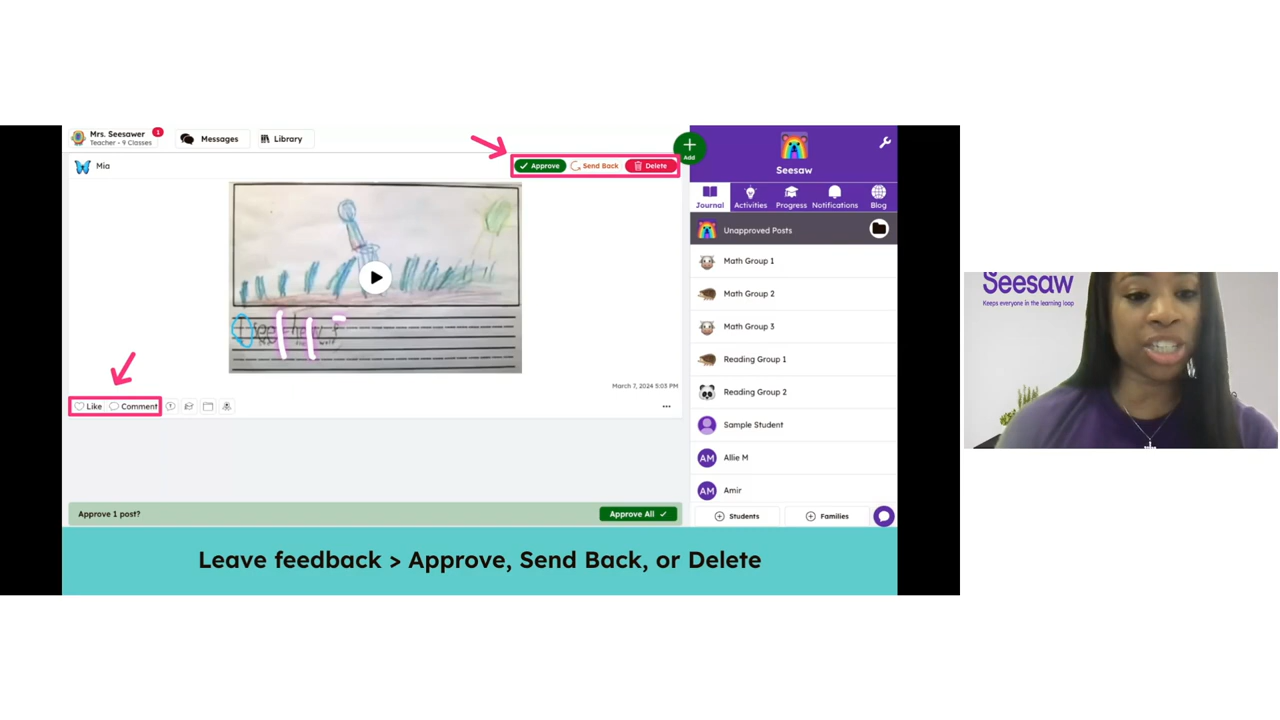 Mrs. Seesawer
1
Teacher - 9 Classes
Messages
Library
Add
Seesaw
Mia
Approve
Send Back
Delete
Journal
Activities
Progress
Notifications
Blog
Unapproved Posts
Math Group 1
Math Group 2
Math Group 3
Reading Group 1
Reading Group 2
Sample Student
AM
Allie M
AM
Amir
I see
March 7, 2024 5:03 PM
Like
Comment
Approve 1 post?
Approve All
Students
Families
Leave feedback > Approve, Send Back, or Delete
Seesaw
Keeps everyone in the learning loop